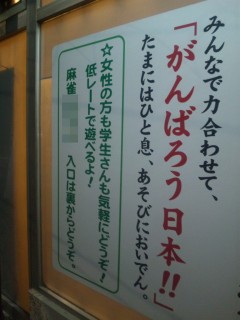 みんなで力合わせて、
「がんばろう日本!!」
たまにはひと息、あそびにおいでん。
☆女性の方も学生さんも気軽にどうぞ!
低レートで遊べるよ!
麻雀 入口は裏からどうぞ。